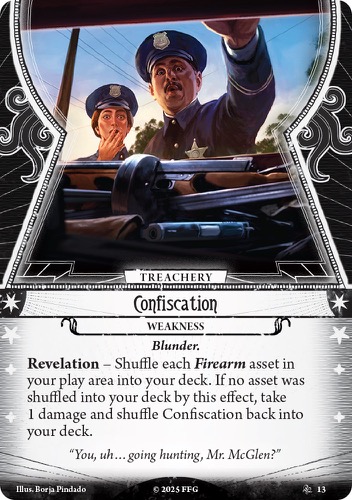 TREACHERY
Confiscation
WEAKNESS
Blunder.
Revelation – Shuffle each Firearm asset in
your play area into your deck. If no asset was
shuffled into your deck by this effect, take
1 damage and shuffle Confiscation back into
your deck.
“You, uh... going hunting, Mr. McGlen?”
Illus. Borja Pindado © 2025 FFG 13